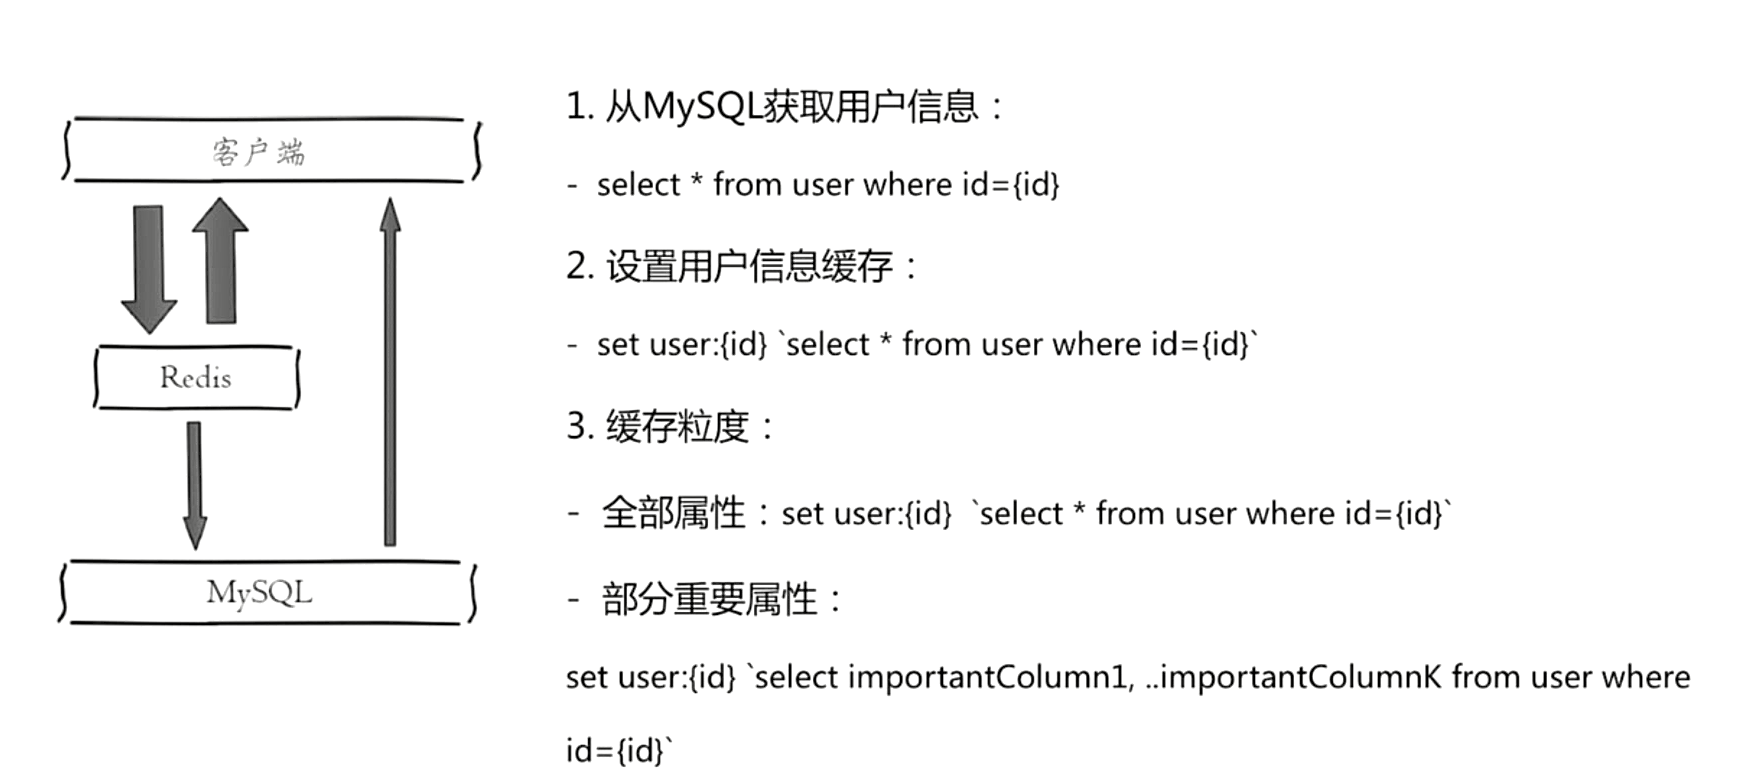 客户端
Redis
MySQL
1. 从MySQL获取用户信息：
- select * from user where id={id}
2. 设置用户信息缓存：
- set user:{id} `select * from user where id={id}`
3. 缓存粒度：
- 全部属性：set user:{id} `select * from user where id={id}`
- 部分重要属性：
set user:{id} `select importantColumn1, ..importantColumnK from user where
id={id}`